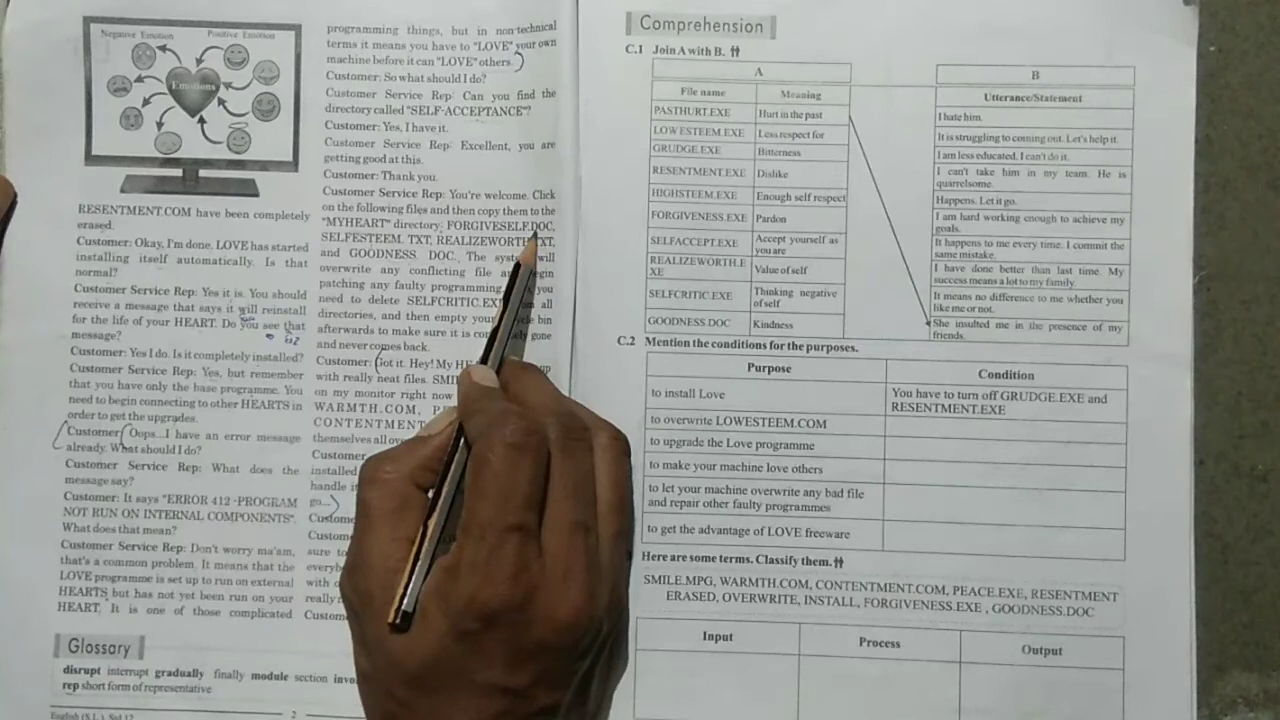 Negative Emotion
Positive Emotion
Emotions
RESENTMENT.COM have been completely
erased.
Customer: Okay, I'm done. LOVE has started
installing itself automatically. Is that
normal?
Customer Service Rep: Yes it is. You should
receive a message that says it will reinstall
for the life of your HEART. Do you see that
message?
Customer: Yes I do. Is it completely installed?
Customer Service Rep: Yes, but remember
that you have only the base programme. You
need to begin connecting to other HEARTS in
order to get the upgrades.
Customer: Oops...I have an error message
already. What should I do?
Customer Service Rep: What does the
message say?
Customer: It says "ERROR 412 -PROGRAM
NOT RUN ON INTERNAL COMPONENTS".
What does that mean?
Customer Service Rep: Don't worry ma'am,
that's a common problem. It means that the
LOVE programme is set up to run on external
HEARTS but has not yet been run on your
HEART. It is one of those complicated
Glossary
disrupt interrupt gradually finally module section
rep short form of representative
English (S.L.), Std.12
2
programming things, but in non-technical
terms it means you have to "LOVE" your own
machine before it can "LOVE" others.
Customer: So what should I do?
Customer Service Rep: Can you find the
directory called "SELF-ACCEPTANCE"?
Customer: Yes, I have it.
Customer Service Rep: Excellent, you are
getting good at this.
Customer: Thank you.
Customer Service Rep: You're welcome. Click
on the following files and then copy them to the
"MYHEART" directory: FORGIVESELF.DOC,
SELFESTEEM. TXT, REALIZEWORTH.TXT,
and GOODNESS. DOC., The system will
overwrite any conflicting file and begin
patching any faulty programming. you
need to delete SELFCRITIC.EXE all
directories, and then empty your bin
afterwards to make sure it is completely gone
and never comes back.
Customer: Got it. Hey! My up
with really neat files.
on my monitor right now
WARMTH.COM,
CONTENTMENT
themselves all
Customer
installed
handle it
go...
sure to
with
really
Comprehension
C.1 Join A with B.
A
B
File name Meaning
Utterance/Statement
PASTHURT.EXE Hurt in the past
I hate him.
LOWESTEEM.EXE Less respect for
It is struggling to coming out. Let's help it.
GRUDGE.EXE Bitterness
I am less educated. I can't do it.
RESENTMENT.EXE Dislike
I can't take him in my team. He is
quarrelsome.
HIGHSTEEM.EXE Enough self respect
Happens. Let it go.
FORGIVENESS.EXE Pardon
I am hard working enough to achieve my
goals.
SELFACCEPT.EXE Accept yourself as
you are
It happens to me every time. I commit the
same mistake.
REALIZEWORTH.E
XE Value of self
I have done better than last time. My
success means a lot to my family.
SELFCRITIC.EXE Thinking negative
of self
It means no difference to me whether you
like me or not.
GOODNESS.DOC Kindness
She insulted me in the presence of my
friends.
C.2 Mention the conditions for the purposes.
Purpose Condition
to install Love You have to turn off GRUDGE.EXE and
RESENTMENT.EXE
to overwrite LOWESTEEM.COM
to upgrade the Love programme
to make your machine love others
to let your machine overwrite any bad file
and repair other faulty programmes
to get the advantage of LOVE freeware
Here are some terms. Classify them.
SMILE.MPG, WARMTH.COM, CONTENTMENT.COM, PEACE.EXE, RESENTMENT
ERASED, OVERWRITE, INSTALL, FORGIVENESS.EXE , GOODNESS.DOC
Input Process Output